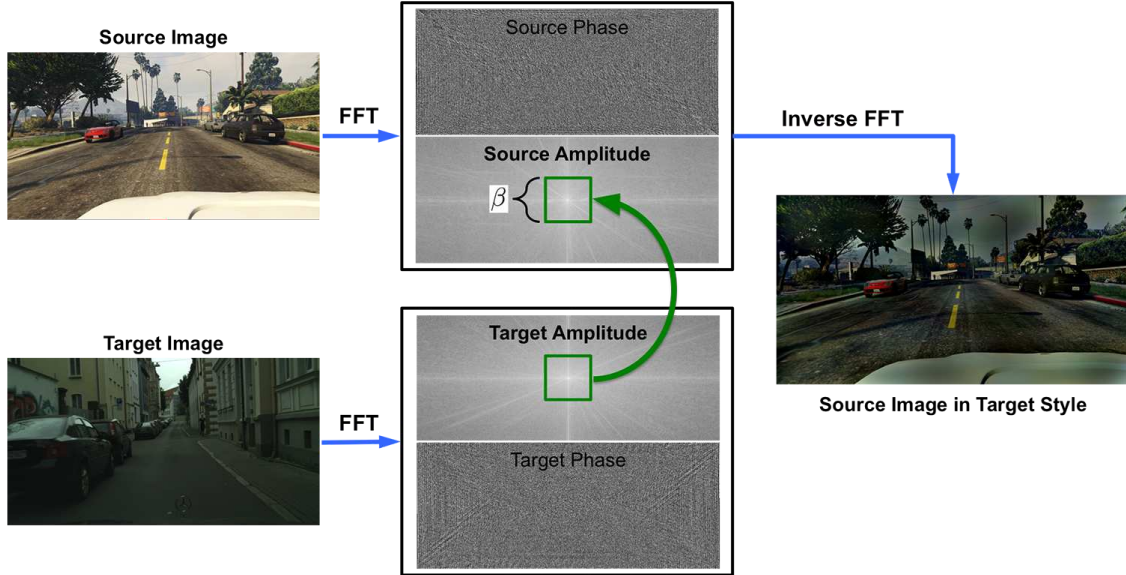 Source Image
FFT
Source Phase
Source Amplitude
β
Inverse FFT
Target Image
FFT
Target Amplitude
Target Phase
Source Image in Target Style